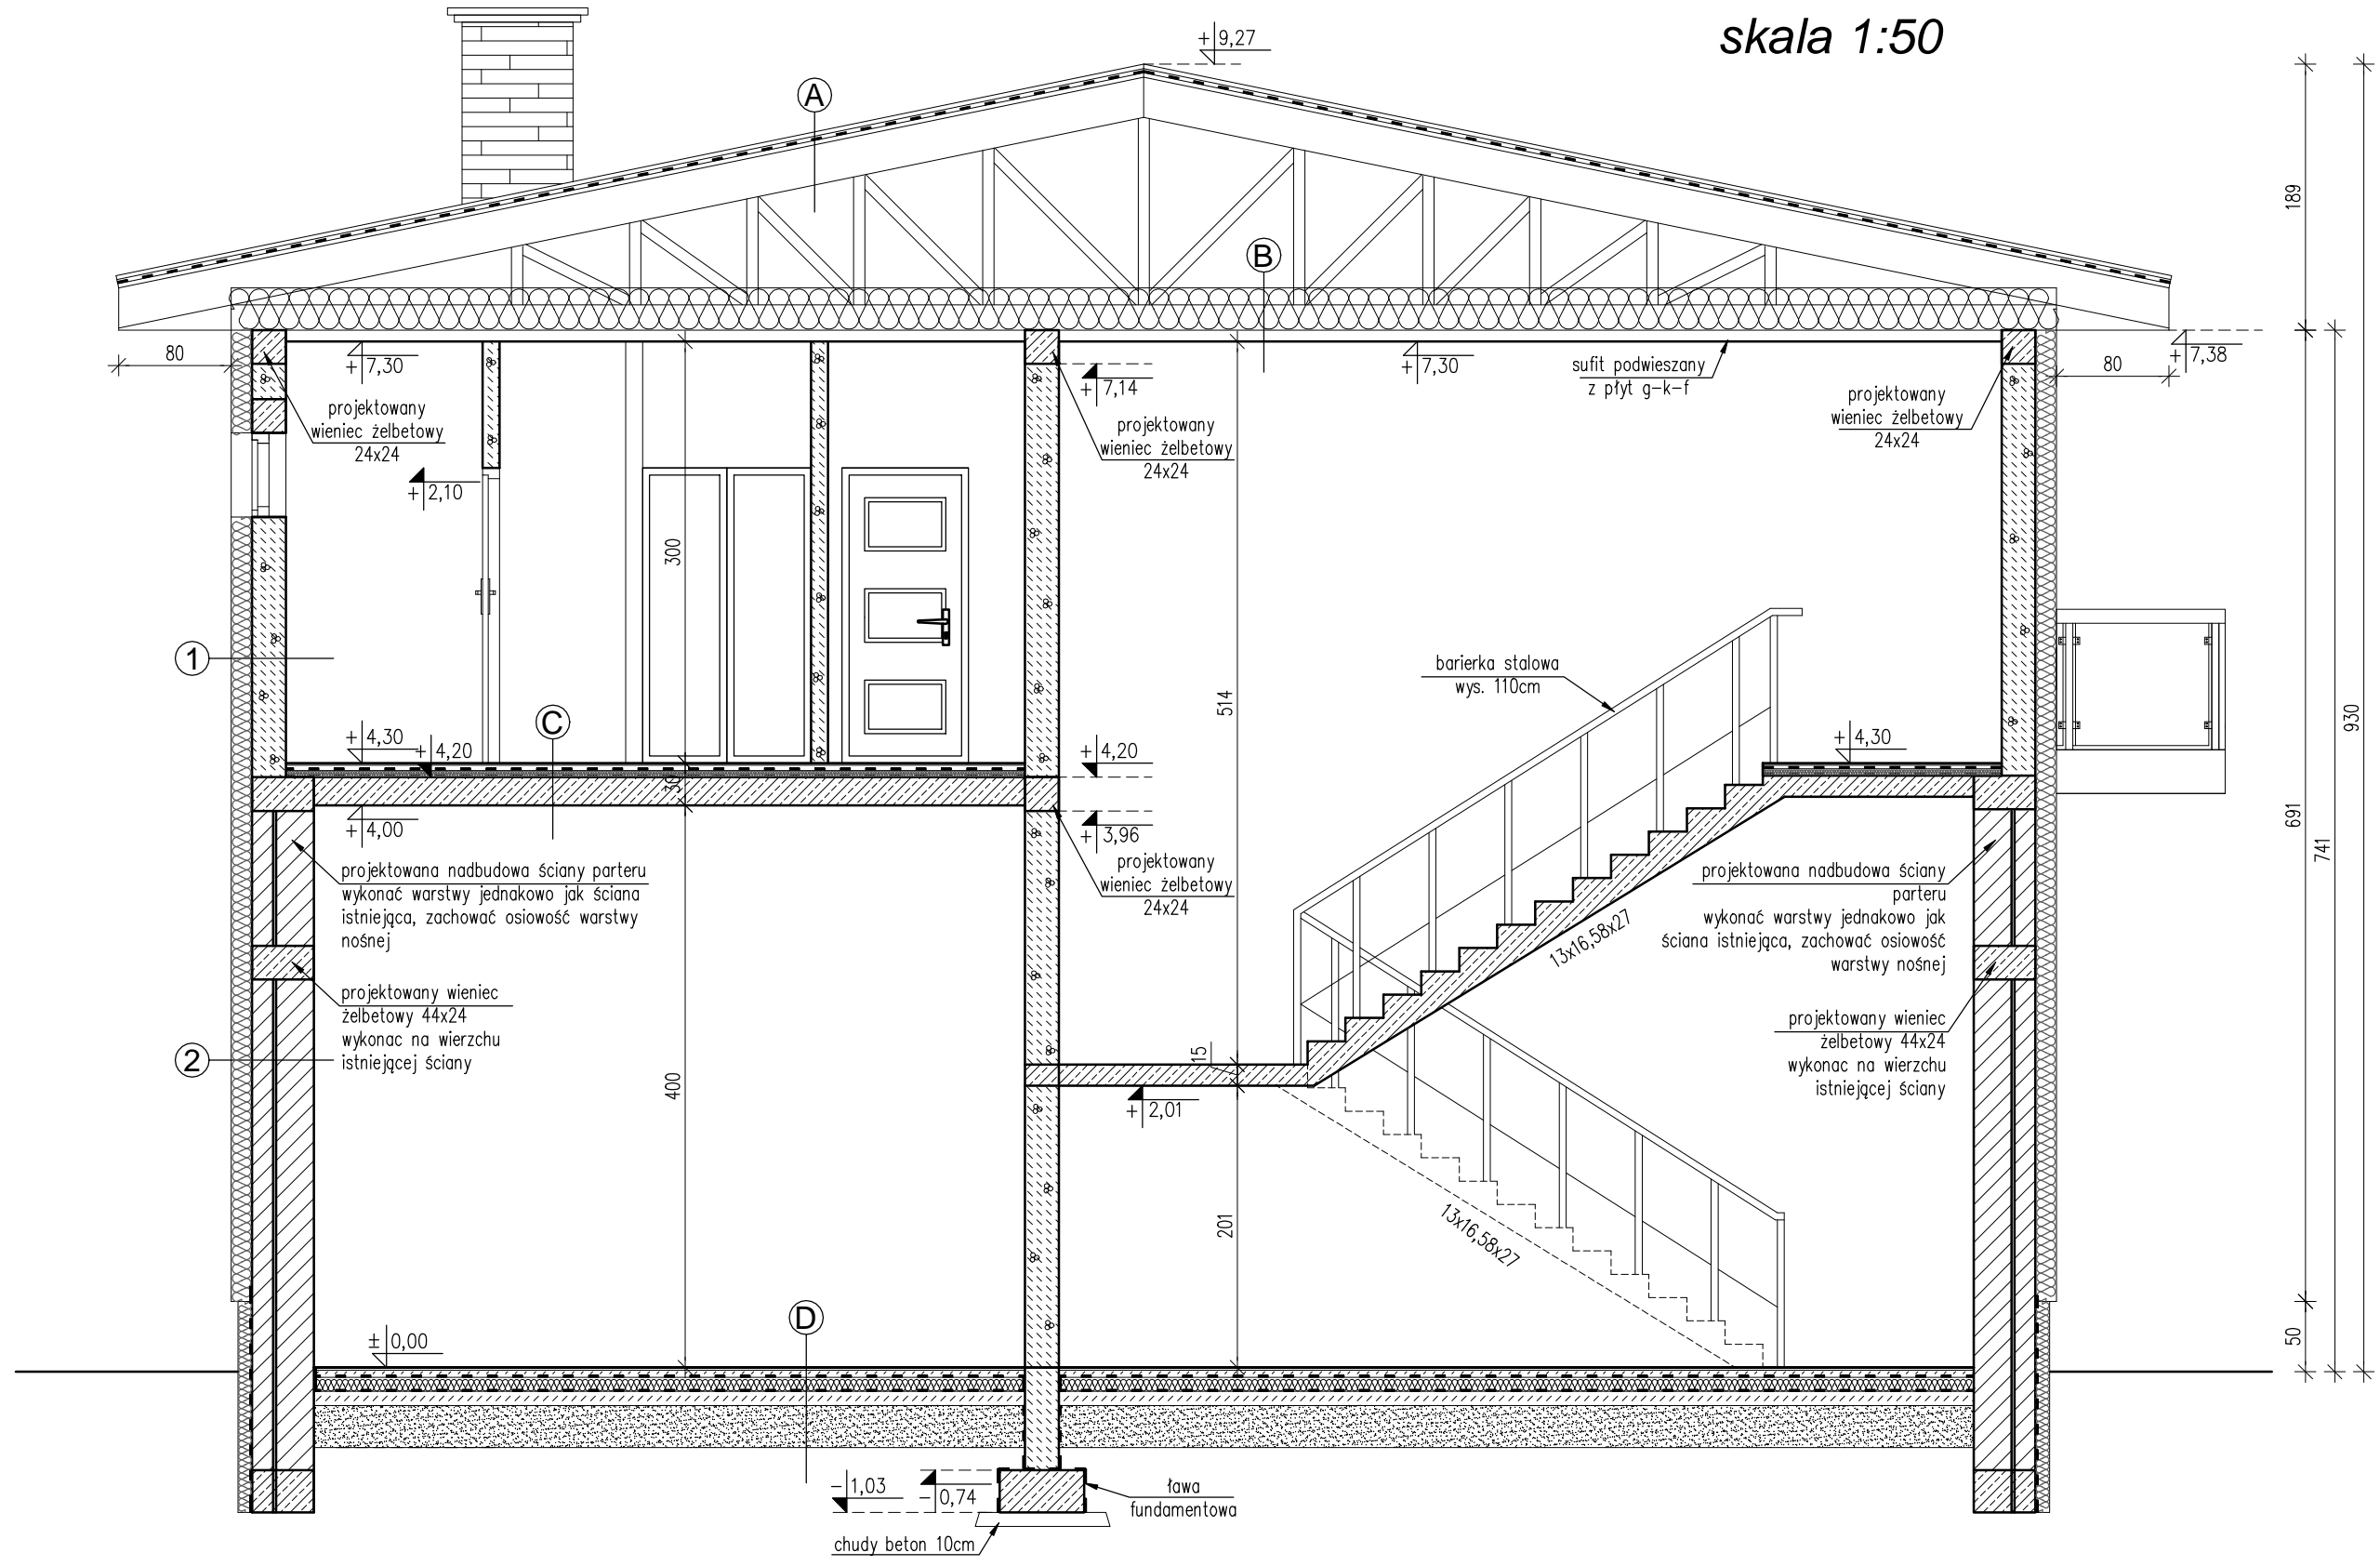 skala 1:50
+ 9,27
A
B
189
80
+ 7,30
projektowany
wieniec żelbetowy
24x24
+ 7,14
projektowany
wieniec żelbetowy
24x24
+ 7,30
sufit podwieszany
z płyt g-k-f
projektowany
wieniec żelbetowy
24x24
80
+ 7,38
+ 2,10
300
1
514
barierka stalowa
wys. 110cm
930
C
+ 4,30
+ 4,20
+ 4,20
+ 4,30
30
+ 4,00
+ 3,96
691
741
projektowana nadbudowa ściany parteru
wykonać warstwy jednakowo jak ściana
istniejąca, zachować osiowość warstwy
nośnej
projektowany
wieniec żelbetowy
24x24
13x16,58x27
projektowana nadbudowa ściany
parteru
wykonać warstwy jednakowo jak
ściana istniejąca, zachować osiowość
warstwy nośnej
projektowany wieniec
żelbetowy 44x24
wykonac na wierzchu
istniejącej ściany
projektowany wieniec
żelbetowy 44x24
wykonac na wierzchu
istniejącej ściany
2
15
400
+ 2,01
201
13x16,58x27
D
± 0,00
50
- 1,03
- 0,74
ława
fundamentowa
chudy beton 10cm